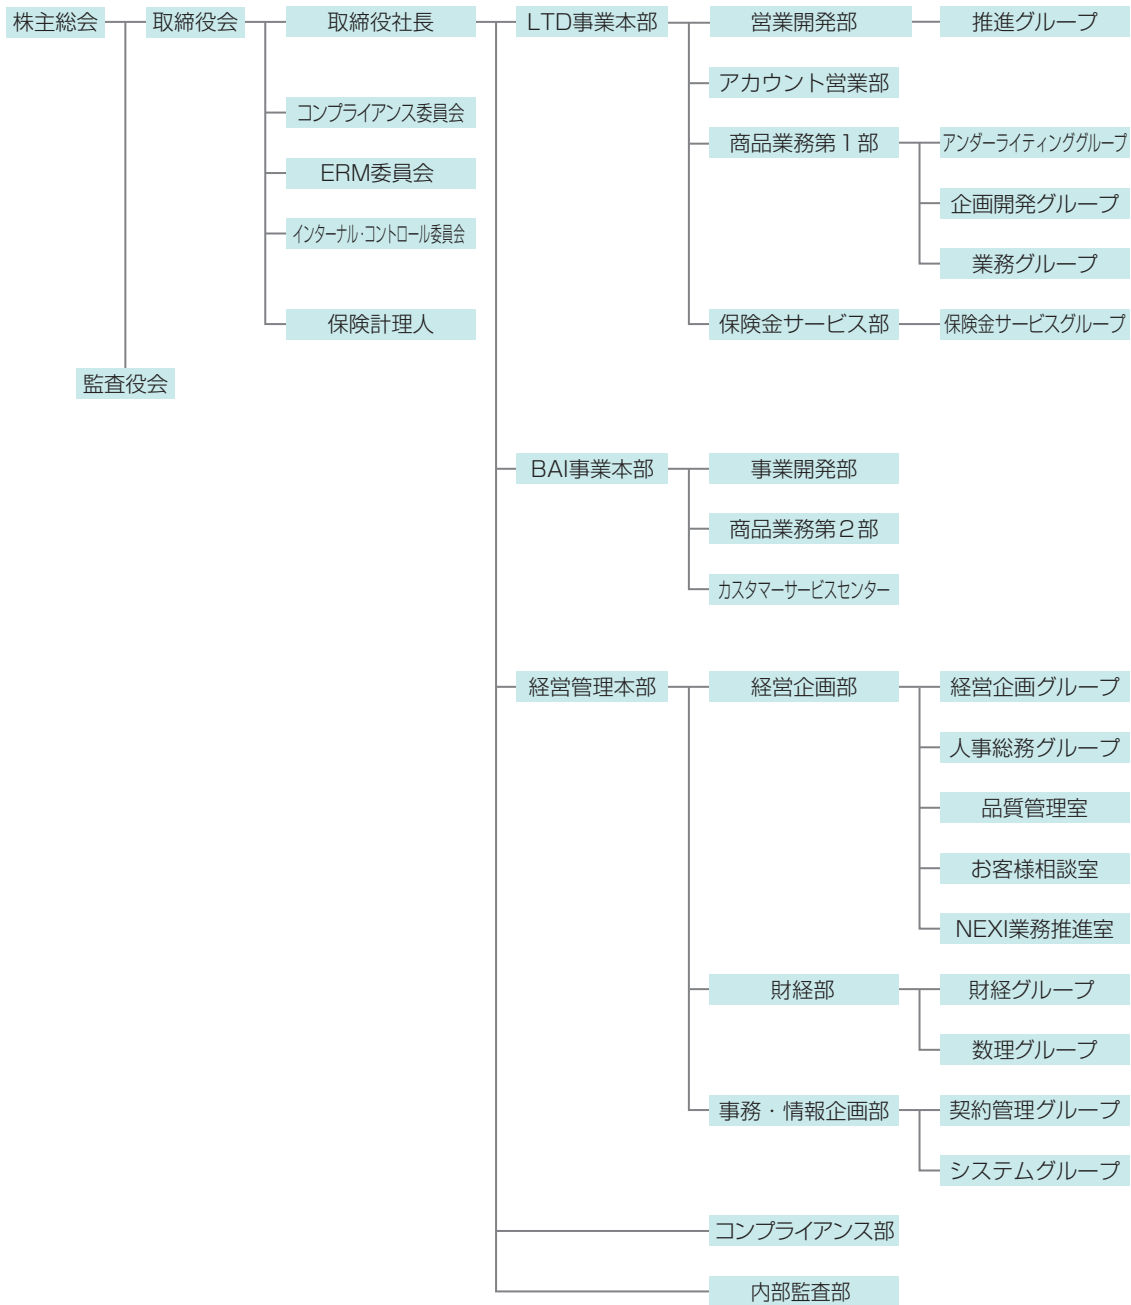 株主総会
取締役会
取締役社長
LTD事業本部
営業開発部
推進グループ
アカウント営業部
コンプライアンス委員会
商品業務第１部
アンダーライティンググループ
ERM委員会
企画開発グループ
インターナル・コントロール委員会
業務グループ
保険計理人
保険金サービス部
保険金サービスグループ
監査役会
BAI事業本部
事業開発部
商品業務第２部
カスタマーサービスセンター
経営管理本部
経営企画部
経営企画グループ
人事総務グループ
品質管理室
お客様相談室
NEXI業務推進室
財経部
財経グループ
数理グループ
事務・情報企画部
契約管理グループ
システムグループ
コンプライアンス部
内部監査部